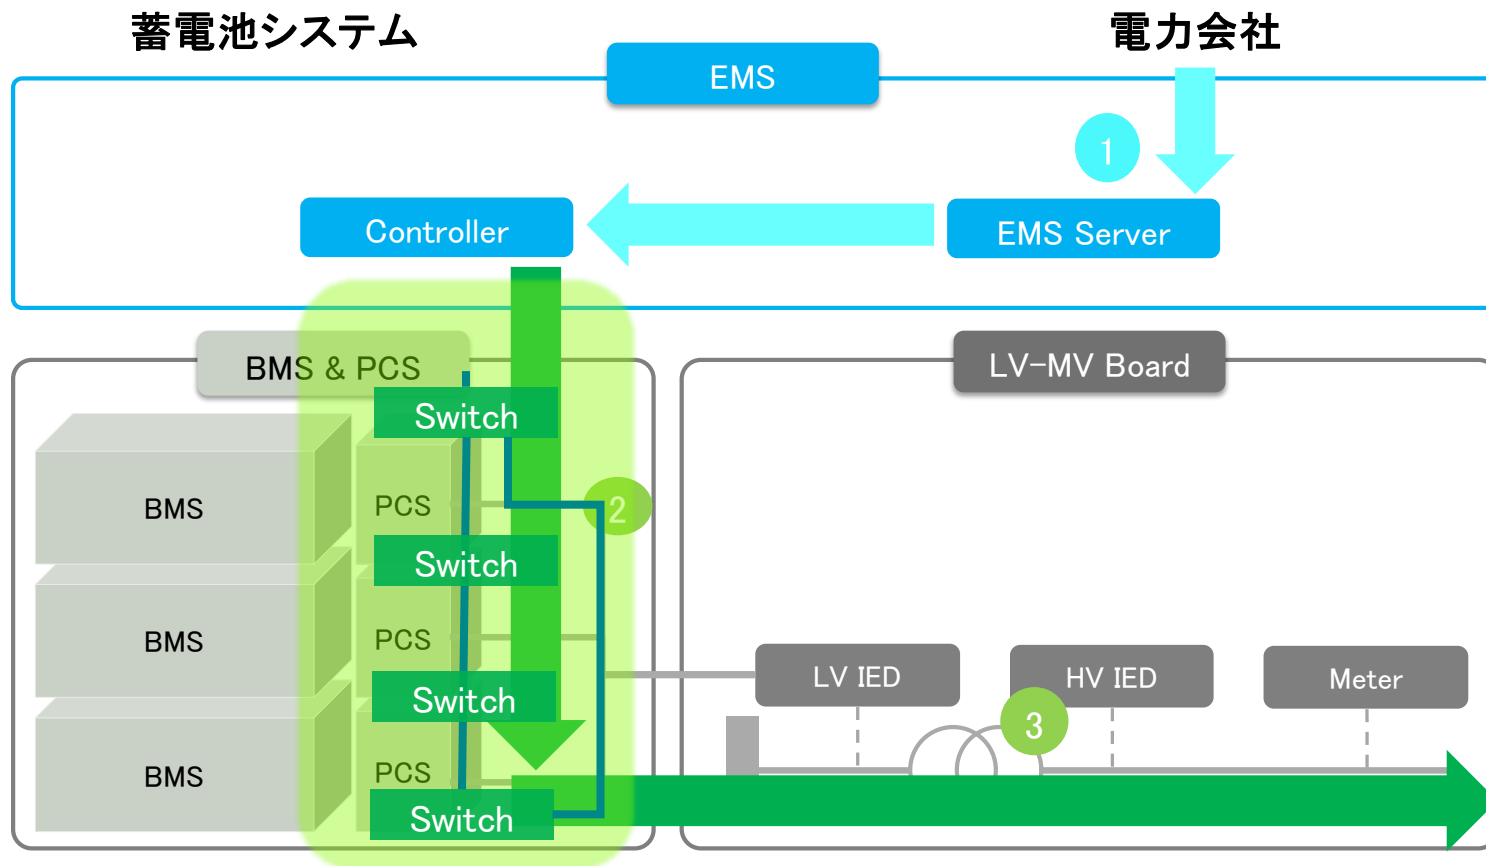 蓄電池システム
電力会社
EMS
1
Controller
EMS Server
BMS & PCS
LV-MV Board
Switch
BMS
PCS
2
Switch
BMS
PCS
Switch
LV IED
HV IED
Meter
3
BMS
PCS
Switch